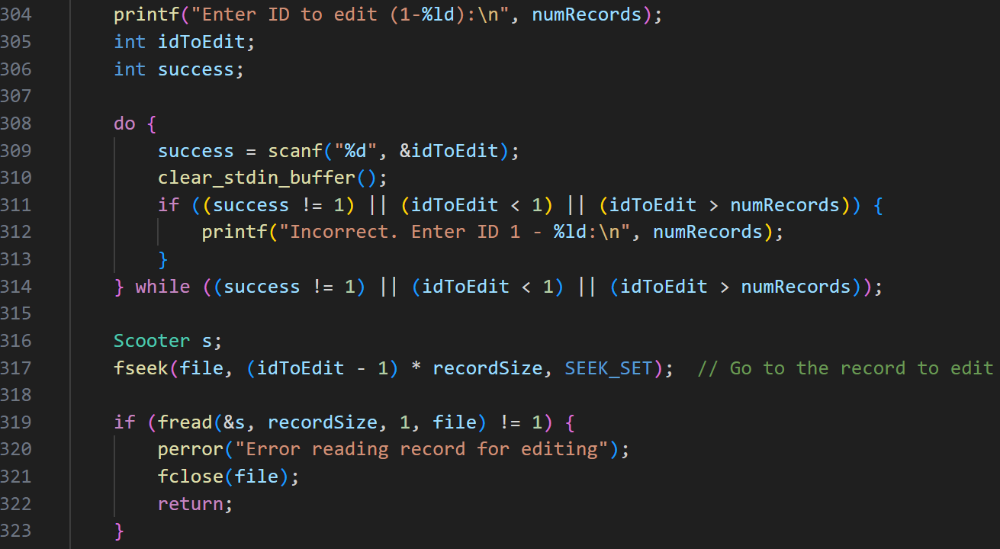 304 printf("Enter ID to edit (1-%ld):\n", numRecords);
305 int idToEdit;
306 int success;
307
308 do {
309 success = scanf("%d", &idToEdit);
310 clear_stdin_buffer();
311 if ((success != 1) || (idToEdit < 1) || (idToEdit > numRecords)) {
312 printf("Incorrect. Enter ID 1 - %ld:\n", numRecords);
313 }
314 } while ((success != 1) || (idToEdit < 1) || (idToEdit > numRecords));
315
316 Scooter s;
317 fseek(file, (idToEdit - 1) * recordSize, SEEK_SET); // Go to the record to edit
318
319 if (fread(&s, recordSize, 1, file) != 1) {
320 perror("Error reading record for editing");
321 fclose(file);
322 return;
323 }